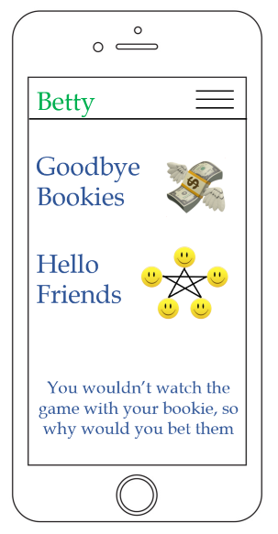 Betty
Goodbye
Bookies
Hello
Friends
You wouldn’t watch the
game with your bookie, so
why would you bet them